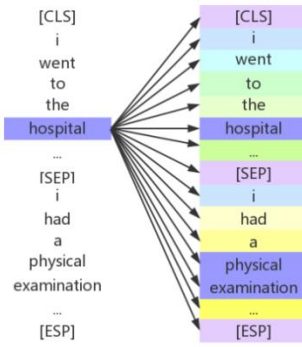 [CLS]
i
went
to
the
hospital
...
[SEP]
i
had
a
physical
examination
...
[ESP]
[CLS]
i
went
to
the
hospital
...
[SEP]
i
had
a
physical
examination
...
[ESP]